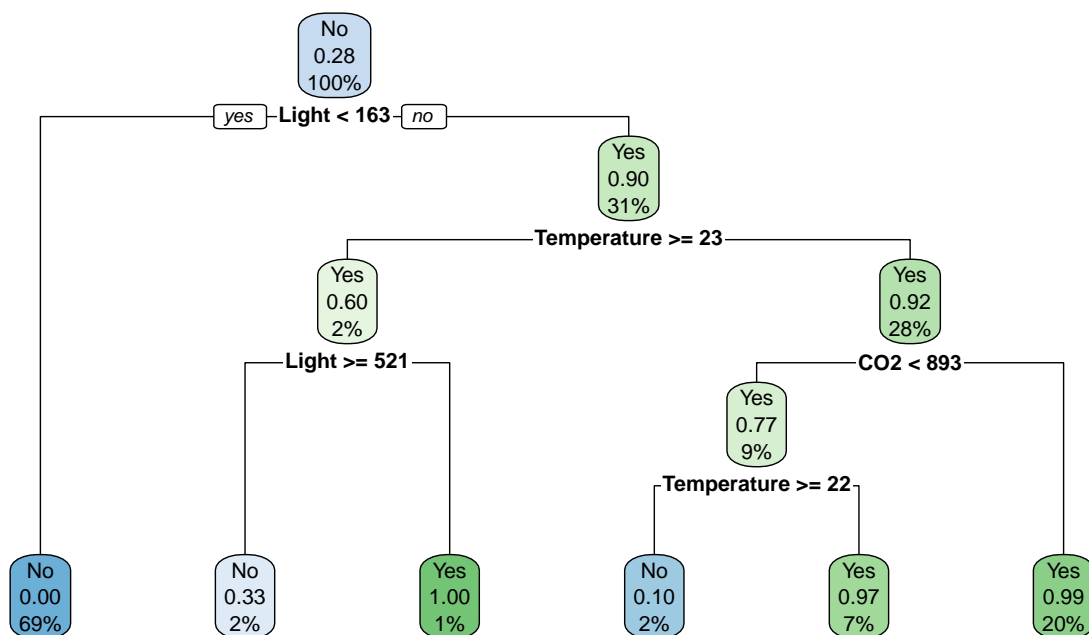 No
0.28
100%
yes Light < 163 no
Yes
0.90
31%
Temperature >= 23
Yes
0.60
2%
Light >= 521
Yes
0.92
28%
CO2 < 893
Yes
0.77
9%
Temperature >= 22
No
0.00
69%
No
0.33
2%
Yes
1.00
1%
No
0.10
2%
Yes
0.97
7%
Yes
0.99
20%